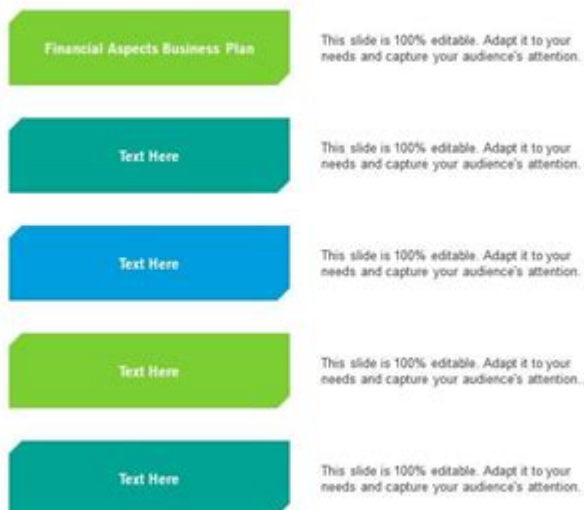 Financial Aspects Business Plan
This slide is 100% editable. Adapt it to your
needs and capture your audience's attention.
Text Here
This slide is 100% editable. Adapt it to your
needs and capture your audience's attention.
Text Here
This slide is 100% editable. Adapt it to your
needs and capture your audience's attention.
Text Here
This slide is 100% editable. Adapt it to your
needs and capture your audience's attention..
Text Here
This slide is 100% editable. Adapt it to your
needs and capture your audience's attention.